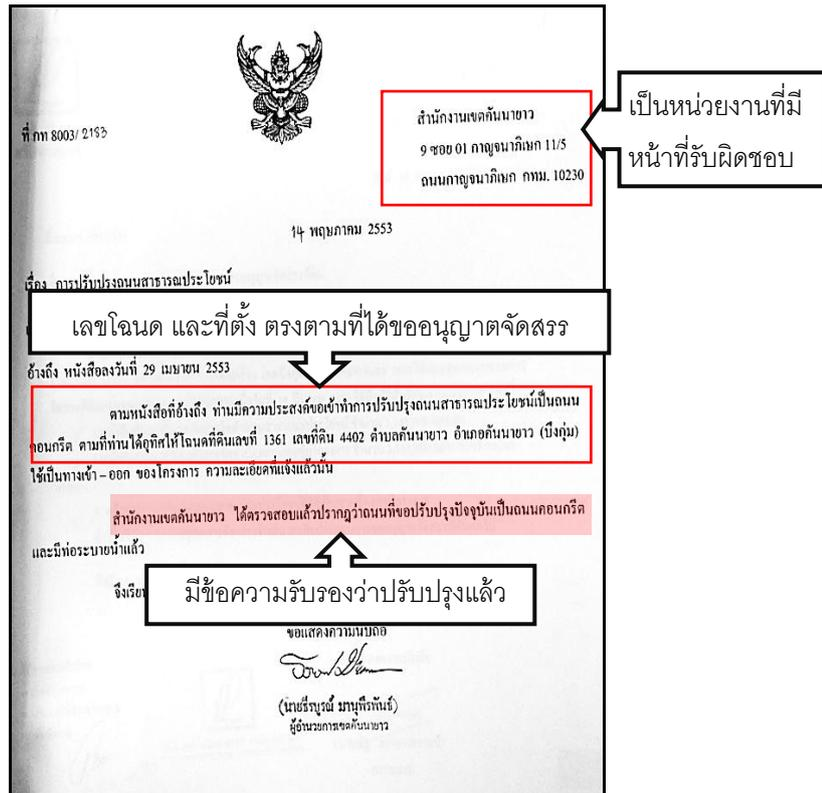 ที่ กท 8003/ 2183
สำนักงานเขตคันนายาว
9 ซอย 01 กาญจนาภิเษก 11/5
ถนนกาญจนาภิเษก กทม. 10230
เป็นหน่วยงานที่มี
หน้าที่รับผิดชอบ
14 พฤษภาคม 2553
เรื่อง การปรับปรุงถนนสาธารณประโยชน์
เลขโฉนด และที่ตั้ง ตรงตามที่ได้ขออนุญาตจัดสรร
อ้างถึง หนังสือลงวันที่ 29 เมษายน 2553
ตามหนังสือที่อ้างถึง ท่านมีความประสงค์ขอเข้าทำการปรับปรุงถนนสาธารณประโยชน์เป็นถนน
คอนกรีต ตามที่ท่านได้อุทิศให้โฉนดที่ดินเลขที่ 1361 เลขที่ดิน 4402 ตำบลคันนายาว อำเภอคันนายาว (บึงกุ่ม)
ใช้เป็นทางเข้า – ออก ของโครงการ ความละเอียดที่แจ้งแล้วนั้น
สำนักงานเขตคันนายาว ได้ตรวจสอบแล้วปรากฏว่าถนนที่ขอปรับปรุงปัจจุบันเป็นถนนคอนกรีต
และมีท่อระบายน้ำแล้ว
จึงเรีย
มีข้อความรับรองว่าปรับปรุงแล้ว
ขอแสดงความนับถือ
ผู้อำนวยการเขตคันนายาว